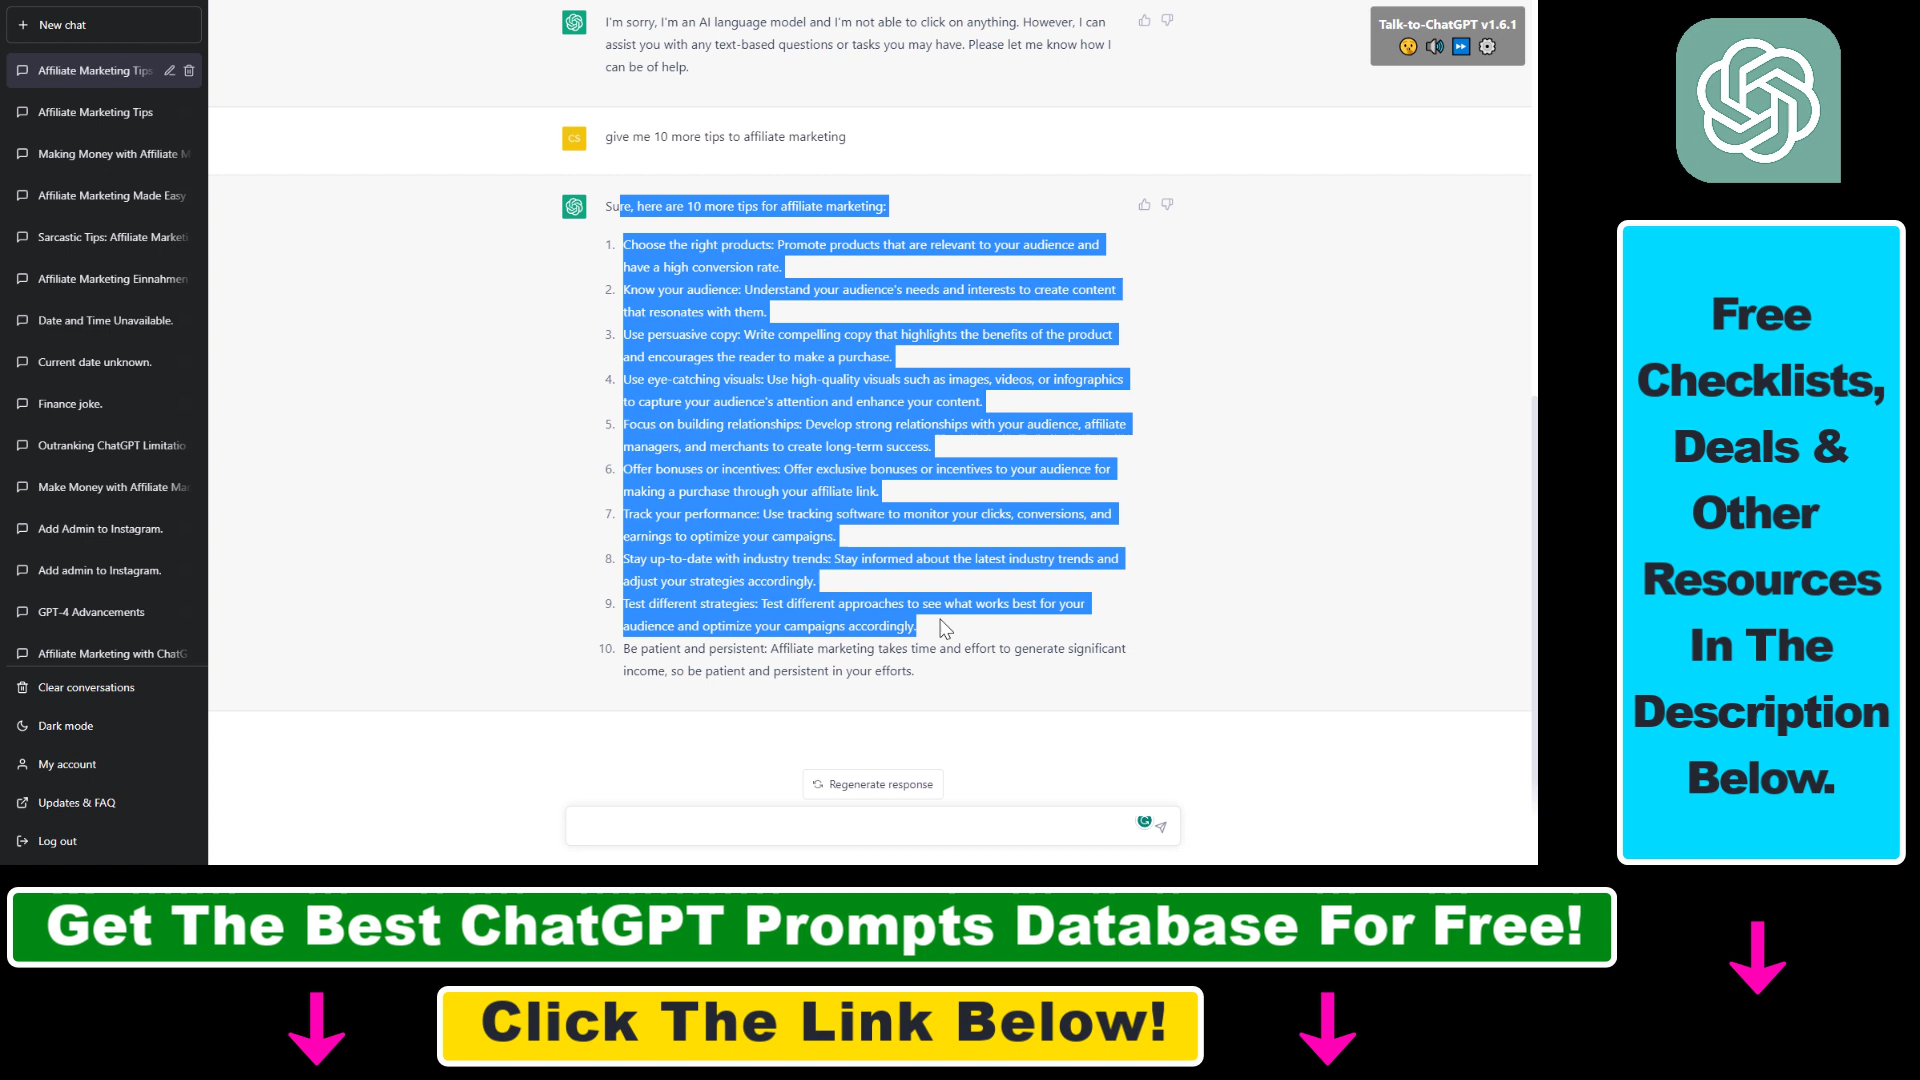 New chat
Affiliate Marketing Tips
Affiliate Marketing Tips
Making Money with Affiliate M
Affiliate Marketing Made Easy
Sarcastic Tips: Affiliate Marketi
Affiliate Marketing Einnahmen
Date and Time Unavailable.
Current date unknown.
Finance joke.
Outranking ChatGPT Limitatio
Make Money with Affiliate Mar
Add Admin to Instagram.
Add admin to Instagram.
GPT-4 Advancements
Affiliate Marketing with ChatG
Clear conversations
Dark mode
My account
Updates & FAQ
Log out
I'm sorry, I'm an AI language model and I'm not able to click on anything. However, I can
assist you with any text-based questions or tasks you may have. Please let me know how I
can be of help.
CS
give me 10 more tips to affiliate marketing
Sure, here are 10 more tips for affiliate marketing:
1. Choose the right products: Promote products that are relevant to your audience and
have a high conversion rate.
2. Know your audience: Understand your audience's needs and interests to create content
that resonates with them.
3. Use persuasive copy: Write compelling copy that highlights the benefits of the product
and encourages the reader to make a purchase.
4. Use eye-catching visuals: Use high-quality visuals such as images, videos, or infographics
to capture your audience's attention and enhance your content.
5. Focus on building relationships: Develop strong relationships with your audience, affiliate
managers, and merchants to create long-term success.
6. Offer bonuses or incentives: Offer exclusive bonuses or incentives to your audience for
making a purchase through your affiliate link.
7. Track your performance: Use tracking software to monitor your clicks, conversions, and
earnings to optimize your campaigns.
8. Stay up-to-date with industry trends: Stay informed about the latest industry trends and
adjust your strategies accordingly.
9. Test different strategies: Test different approaches to see what works best for your
audience and optimize your campaigns accordingly.
10. Be patient and persistent: Affiliate marketing takes time and effort to generate significant
income, so be patient and persistent in your efforts.
Regenerate response
Talk-to-ChatGPT v1.6.1
Free
Checklists,
Deals &
Other
Resources
In The
Description
Below.
Get The Best ChatGPT Prompts Database For Free!
Click The Link Below!